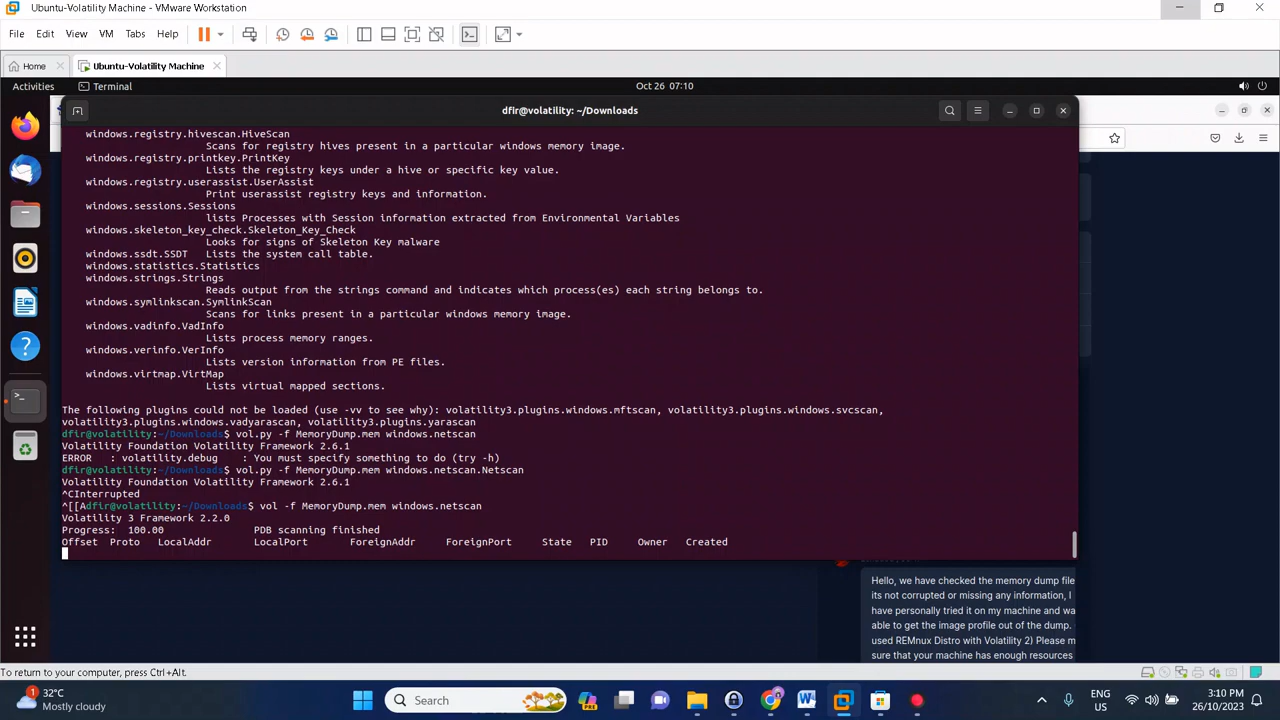 Ubuntu-Volatility Machine - VMware Workstation
File Edit View VM Tabs Help
Home Ubuntu-Volatility Machine
Activities Terminal Oct 26 07:10
dfir@volatility: ~/Downloads
windows.registry.hivescan.HiveScan
Scans for registry hives present in a particular windows memory image.
windows.registry.printkey.PrintKey
Lists the registry keys under a hive or specific key value.
windows.registry.userassist.UserAssist
Print userassist registry keys and information.
windows.sessions.Sessions
lists Processes with Session information extracted from Environmental Variables
windows.skeleton_key_check.Skeleton_Key_Check
Looks for signs of Skeleton Key malware
windows.ssdt.SSDT Lists the system call table.
windows.statistics.Statistics
windows.strings.Strings
Reads output from the strings command and indicates which process(es) each string belongs to.
windows.symlinkscan.SymlinkScan
Scans for links present in a particular windows memory image.
windows.vadinfo.VadInfo
Lists process memory ranges.
windows.verinfo.VerInfo
Lists version information from PE files.
windows.virtmap.VirtMap
Lists virtual mapped sections.
The following plugins could not be loaded (use -vv to see why): volatility3.plugins.windows.mftscan, volatility3.plugins.windows.svcscan,
volatility3.plugins.windows.vadyarascan, volatility3.plugins.yarascan
dfir@volatility:~/Downloads$ vol.py -f MemoryDump.mem windows.netscan
Volatility Foundation Volatility Framework 2.6.1
ERROR : volatility.debug : You must specify something to do (try -h)
dfir@volatility:~/Downloads$ vol.py -f MemoryDump.mem windows.netscan.Netscan
Volatility Foundation Volatility Framework 2.6.1
^CInterrupted
^[[Adfir@volatility:~/Downloads$ vol -f MemoryDump.mem windows.netscan
Volatility 3 Framework 2.2.0
Progress: 100.00 PDB scanning finished
Offset Proto LocalAddr LocalPort ForeignAddr ForeignPort State PID Owner Created
Hello, we have checked the memory dump file
its not corrupted or missing any information, I
have personally tried it on my machine and wa
able to get the image profile out of the dump.
used REMnux Distro with Volatility 2) Please m
sure that your machine has enough resources
To return to your computer, press Ctrl+Alt.
1
32°C
Mostly cloudy
Search
PRE
ENG
US
3:10 PM
26/10/2023